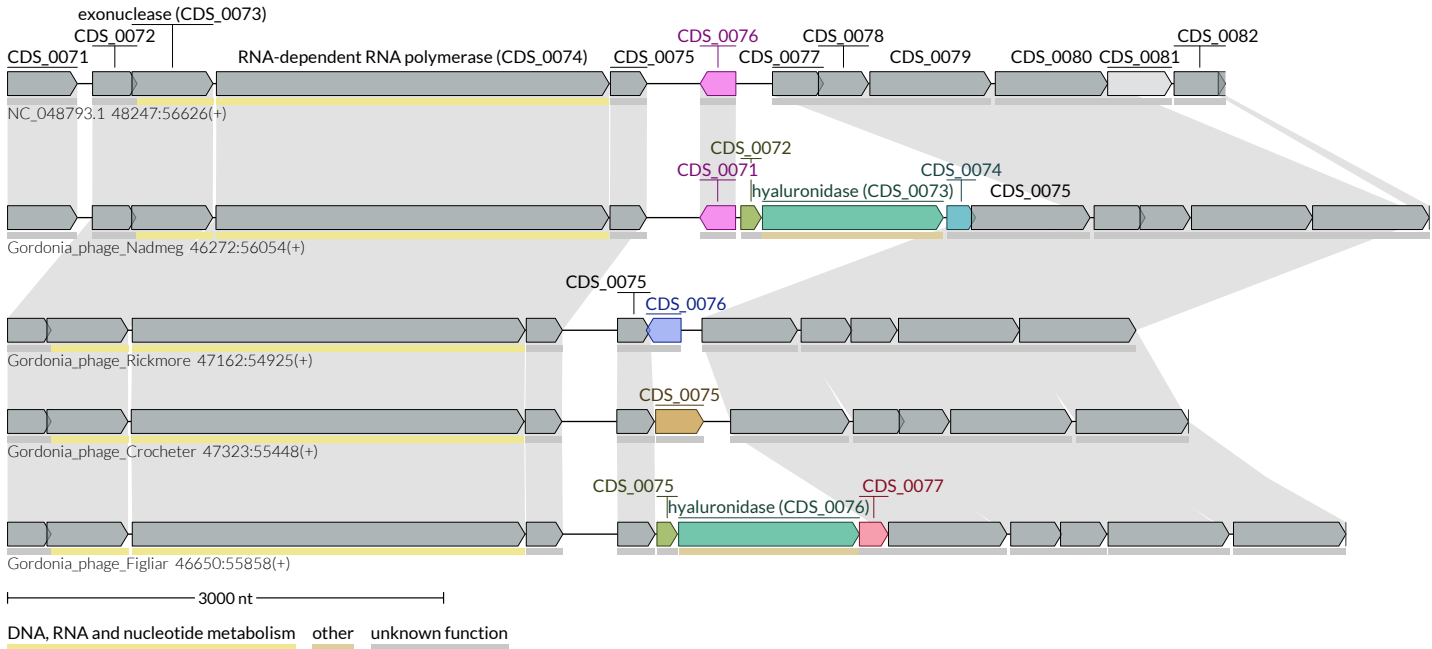 exonuclease (CDS_0073)
CDS_0072 CDS_0076 CDS_0078 CDS_0082
CDS_0071 RNA-dependent RNA polymerase (CDS_0074) CDS_0075 CDS_0077 CDS_0079 CDS_0080 CDS_0081
NC_048793.1 48247:56626(+)
CDS_0072
CDS_0071 CDS_0074
hyaluronidase (CDS_0073) CDS_0075
Gordonia_phage_Nadmeg 46272:56054(+)
CDS_0075
CDS_0076
Gordonia_phage_Rickmore 47162:54925(+)
CDS_0075
Gordonia_phage_Crocheter 47323:55448(+)
CDS_0075 CDS_0077
hyaluronidase (CDS_0076)
Gordonia_phage_Figliar 46650:55858(+)
3000 nt
DNA, RNA and nucleotide metabolism other unknown function